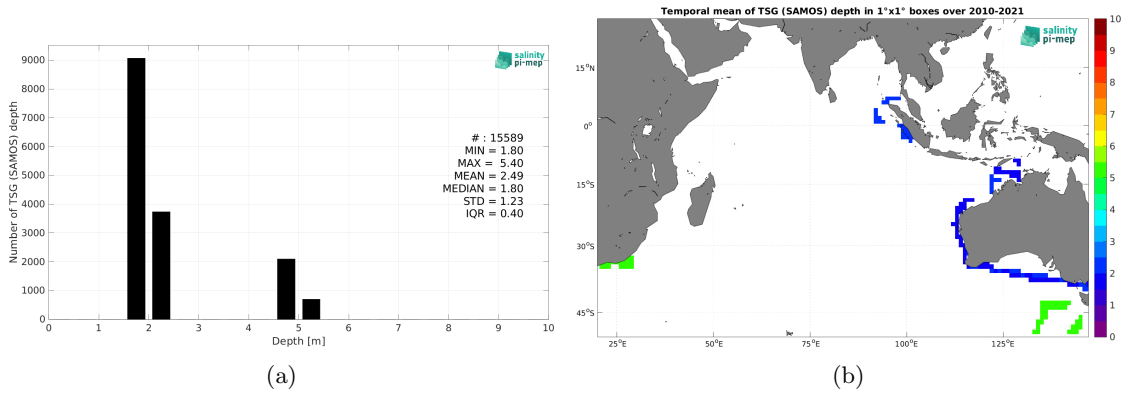 salinity
pi-mep
Number of TSG (SAMOS) depth
9000
8000
7000
6000
5000
4000
3000
2000
1000
0
# : 15589
MIN = 1.80
MAX = 5.40
MEAN = 2.49
MEDIAN = 1.80
STD = 1.23
IQR = 0.40
0 1 2 3 4 5 6 7 8 9 10
Depth [m]
(a)
Temporal mean of TSG (SAMOS) depth in 1°x1° boxes over 2010-2021
salinity
pi-mep
15°N
0°
15°S
30°S
45°S
25°E 50°E 75°E 100°E 125°E
10
9
8
7
6
5
4
3
2
1
0
(b)